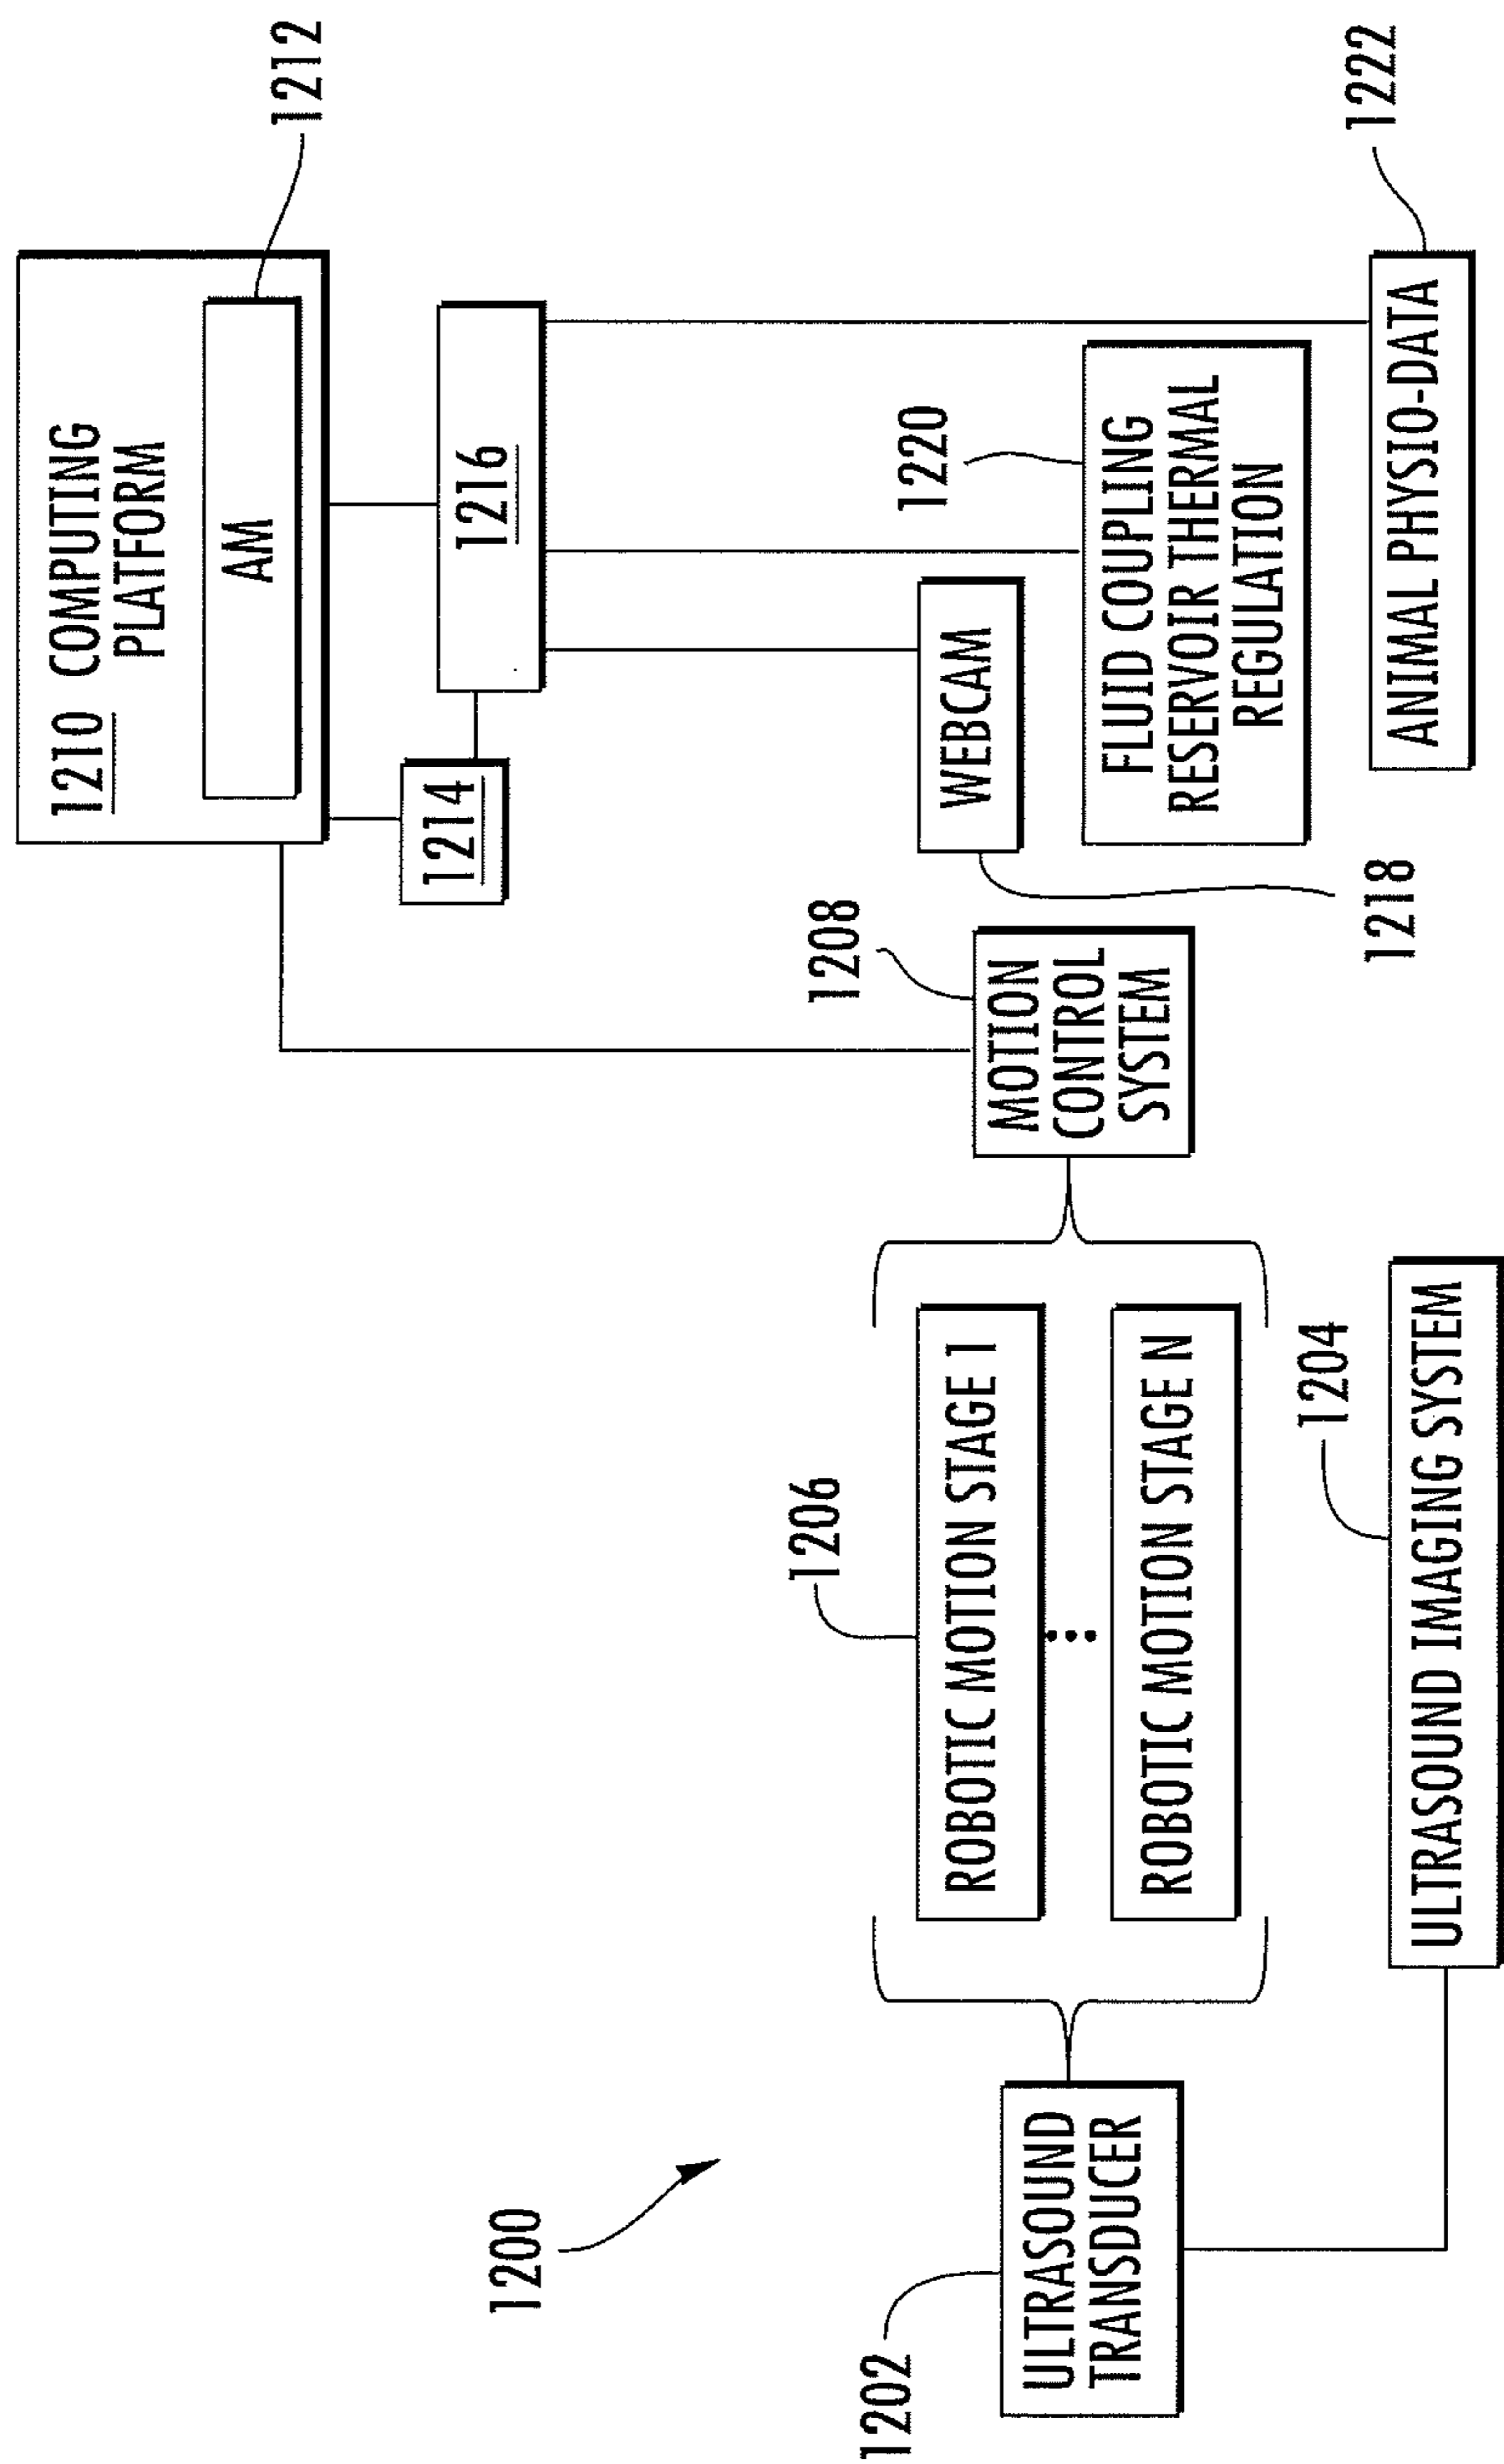 1200
1202
ULTRASOUND
TRANSDUCER
1206
ROBOTIC MOTION STAGE 1
ROBOTIC MOTION STAGE N
1204
ULTRASOUND IMAGING SYSTEM
1208
MOTION
CONTROL
SYSTEM
1210 COMPUTING
PLATFORM
AM
1212
1214
1216
WEBCAM
1218
1220
FLUID COUPLING
RESERVOIR THERMAL
REGULATION
ANIMAL PHYSIO-DATA
1222